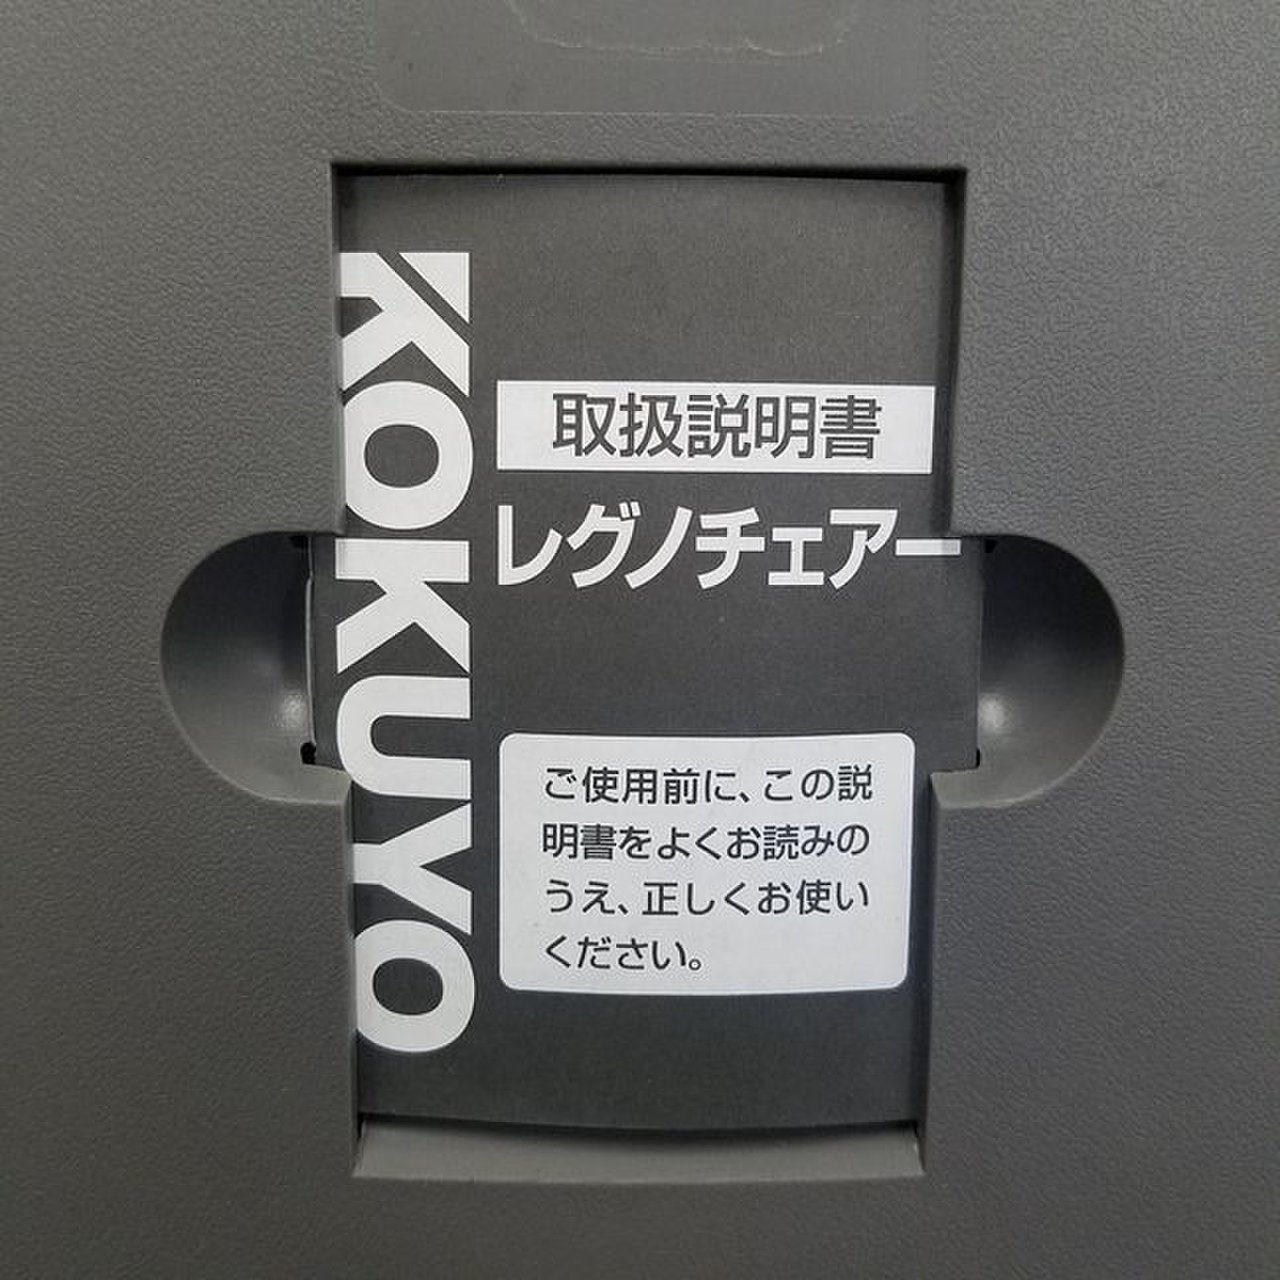 KOKUYO
取扱説明書
レグノチェアー
ご使用前に、この説
明書をよくお読みの
うえ、正しくお使い
ください。